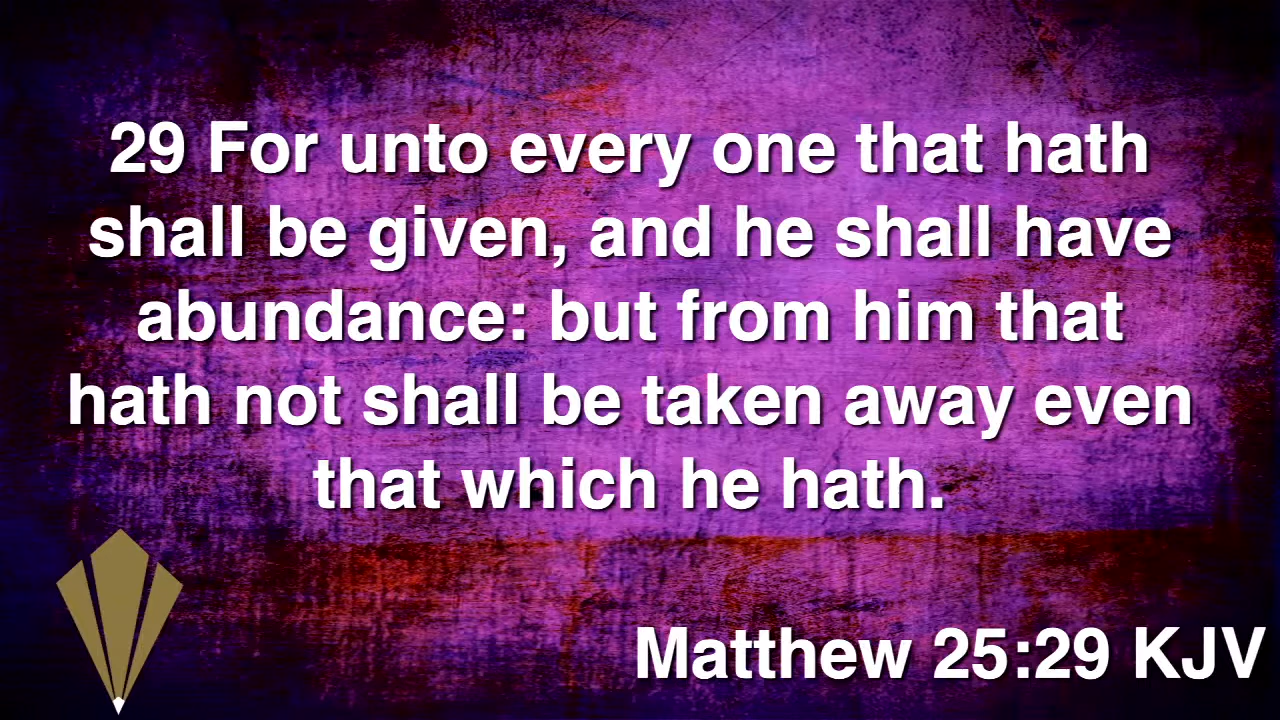 29 For unto every one that hath
shall be given, and he shall have
abundance: but from him that
hath not shall be taken away even
that which he hath.
Matthew 25:29 KJV